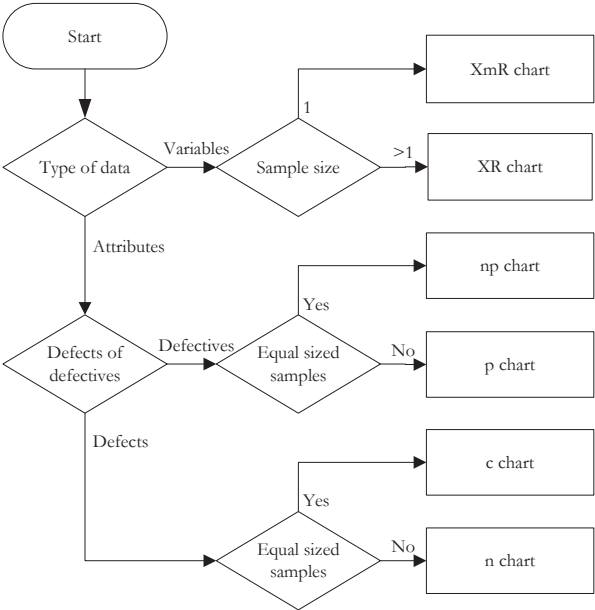 Start
XmR chart
1
Variables
Type of data
Sample size
>1
XR chart
Attributes
np chart
Yes
Defects of
defectives
Defectives
Equal sized
samples
No
p chart
Defects
c chart
Yes
Equal sized
samples
No
n chart